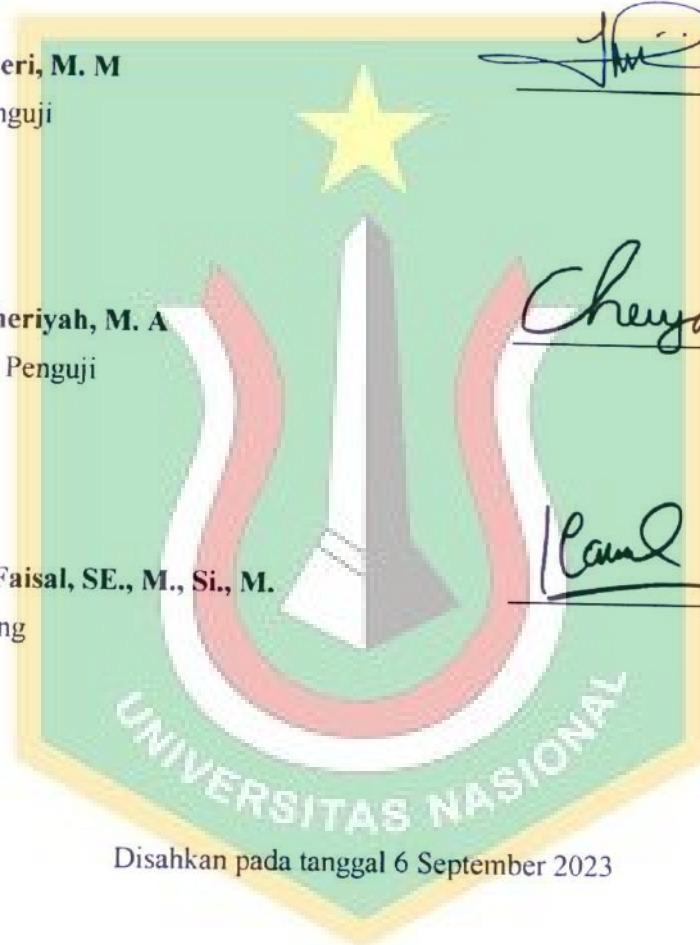 eri, M. M
nguji
neriyah, M. A
Penguji
Faisal, SE., M., Si., M.
ng
UNIVERSITAS NASIONAL
Disahkan pada tanggal 6 September 2023